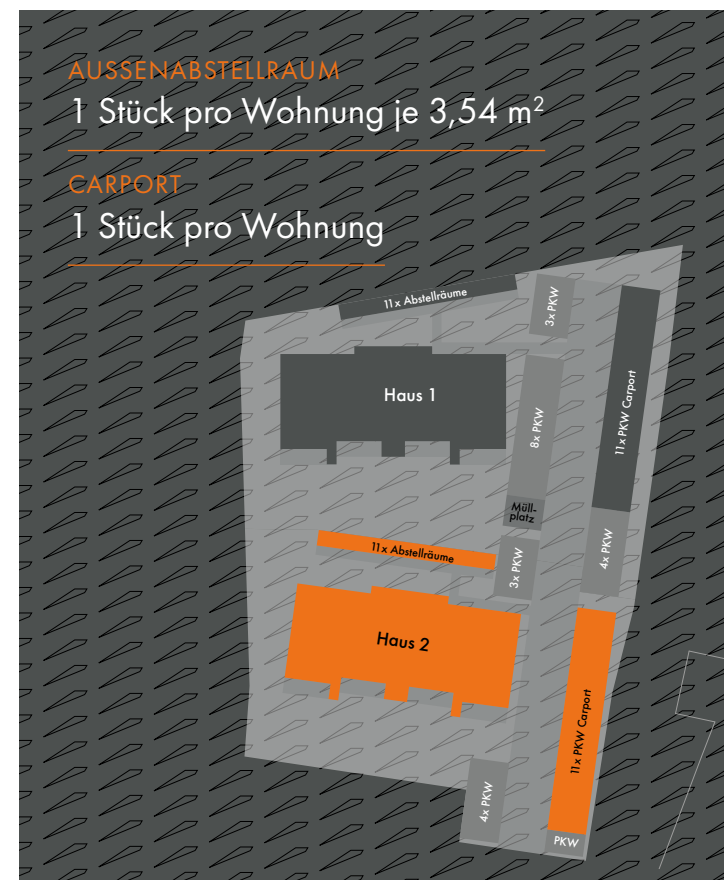 AUSSENABSTELLRAUM
1 Stück pro Wohnung je 3,54 m²
CARPORT
1 Stück pro Wohnung
11x Abstellräume
3x PKW
Haus 1
8x PKW
11x PKW Carport
Müll-
platz
11x Abstellräume
3x PKW
4x PKW
Haus 2
11x PKW Carport
4x PKW
PKW